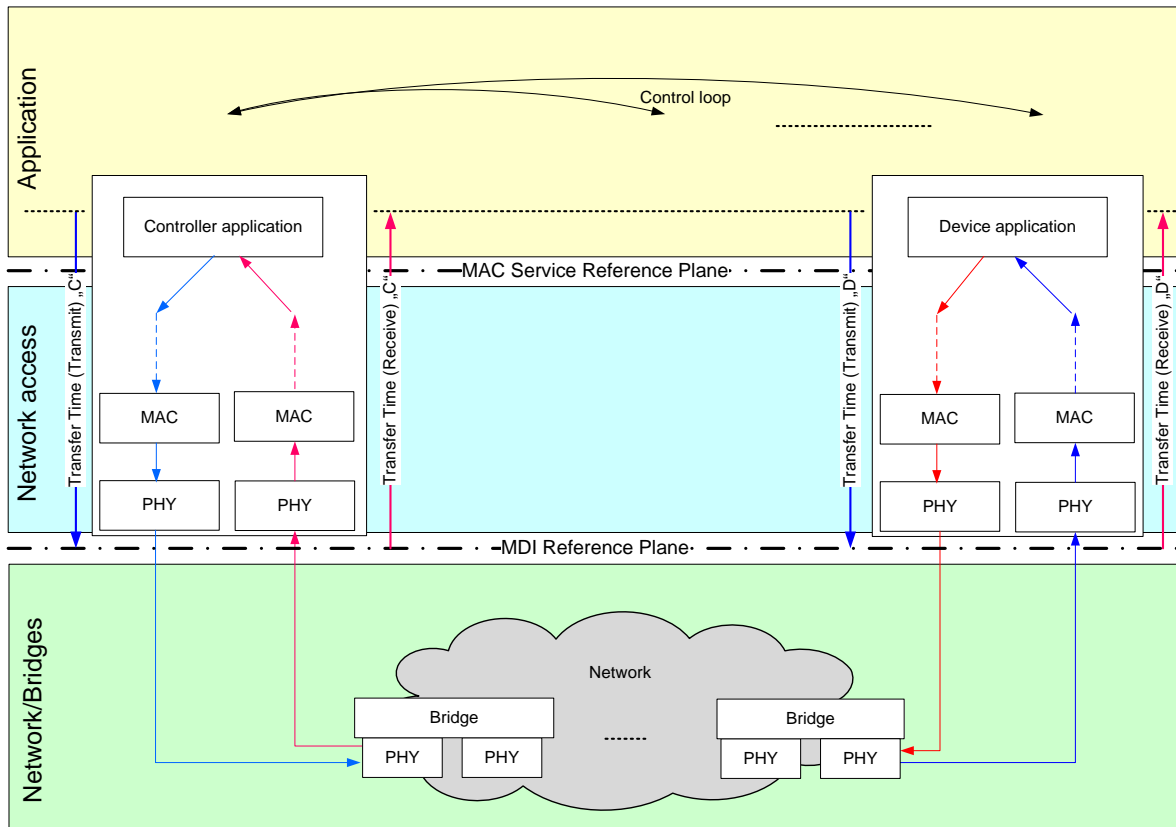 Application
Control loop
Controller application
Device application
MAC Service Reference Plane
Network access
Transfer Time (Transmit) „C“
Transfer Time (Receive) „C“
Transfer Time (Transmit) „D“
Transfer Time (Receive) „D“
MAC
MAC
MAC
MAC
PHY
PHY
PHY
PHY
MDI Reference Plane
Network/Bridges
Network
Bridge
Bridge
PHY
PHY
PHY
PHY